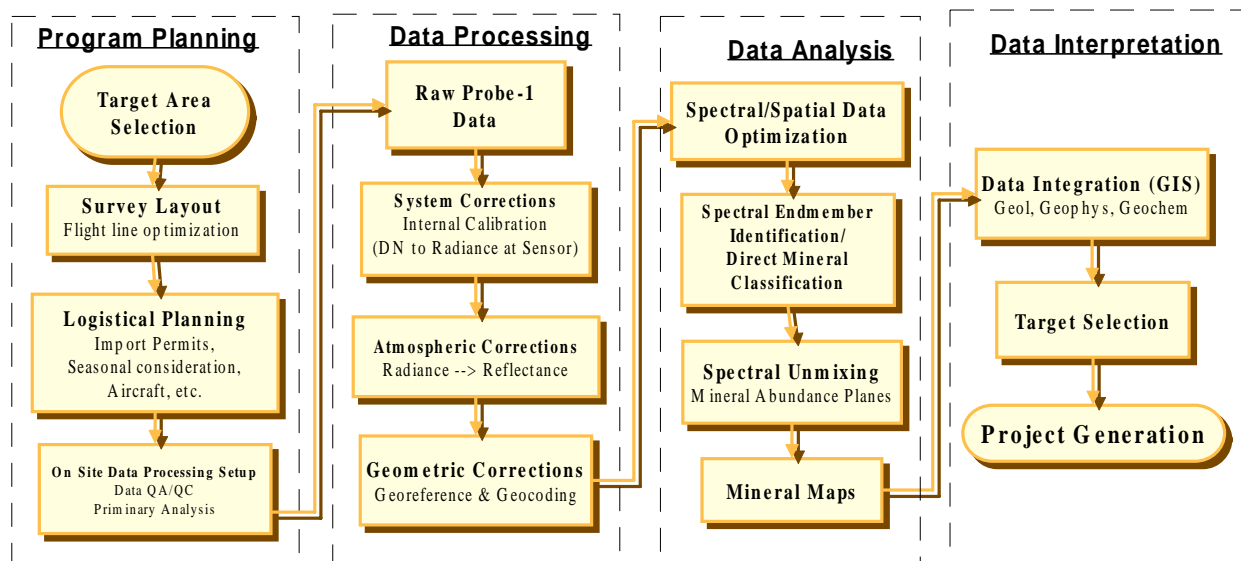 Program Planning
Target Area
Selection
Survey Layout
Flight line optimization
Logistical Planning
Import Permits,
Seasonal consideration,
Aircraft, etc.
On Site Data Processing Setup
Data QA/QC
Priminary Analysis
Data Processing
Raw Probe-1
Data
System Corrections
Internal Calibration
(DN to Radiance at Sensor)
Atmospheric Corrections
Radiance --> Reflectance
Geometric Corrections
Georeference & Geocoding
Data Analysis
Spectral/Spatial Data
Optimization
Spectral Endmember
Identification/
Direct Mineral
Classification
Spectral Unmixing
Mineral Abundance Planes
Mineral Maps
Data Interpretation
Data Integration (GIS)
Geol, Geophys, Geochem
Target Selection
Project Generation